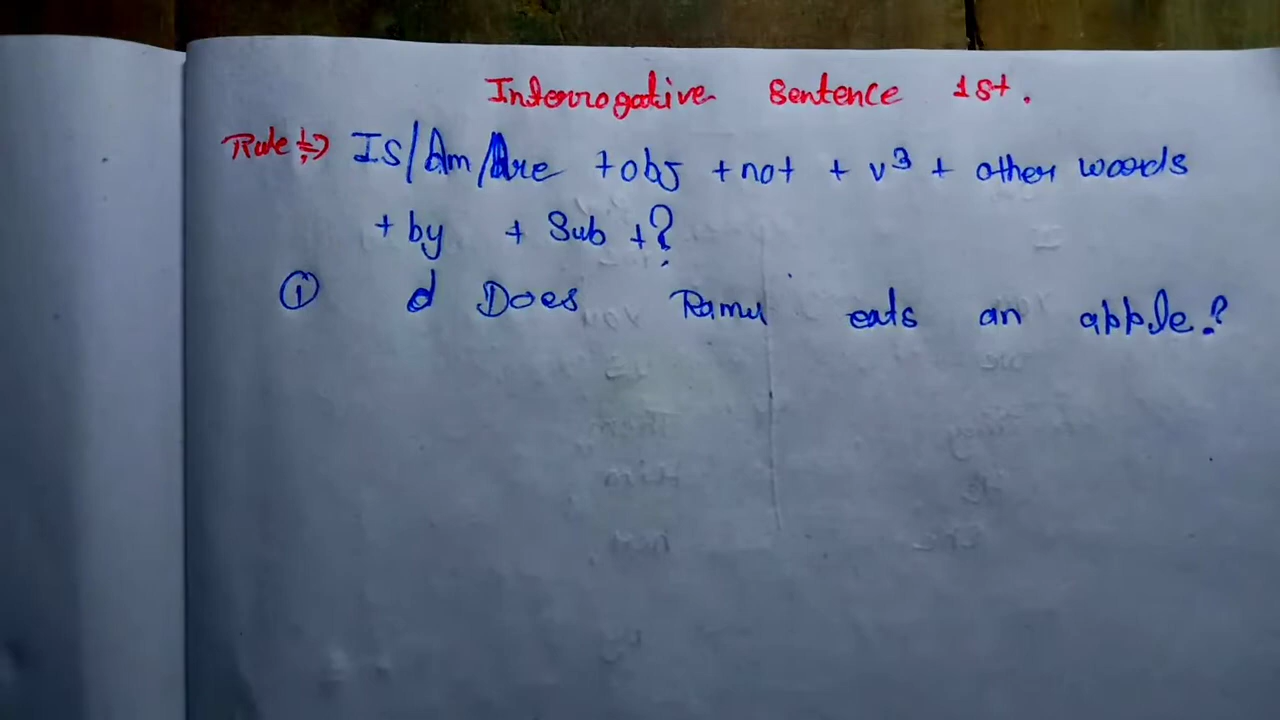 Interrogative Sentence 1st.
Rule ⇒ Is/Am/Are + obj + not + v³ + other words
+ by + Sub + ?
① d Does Ramu eats an apple.?